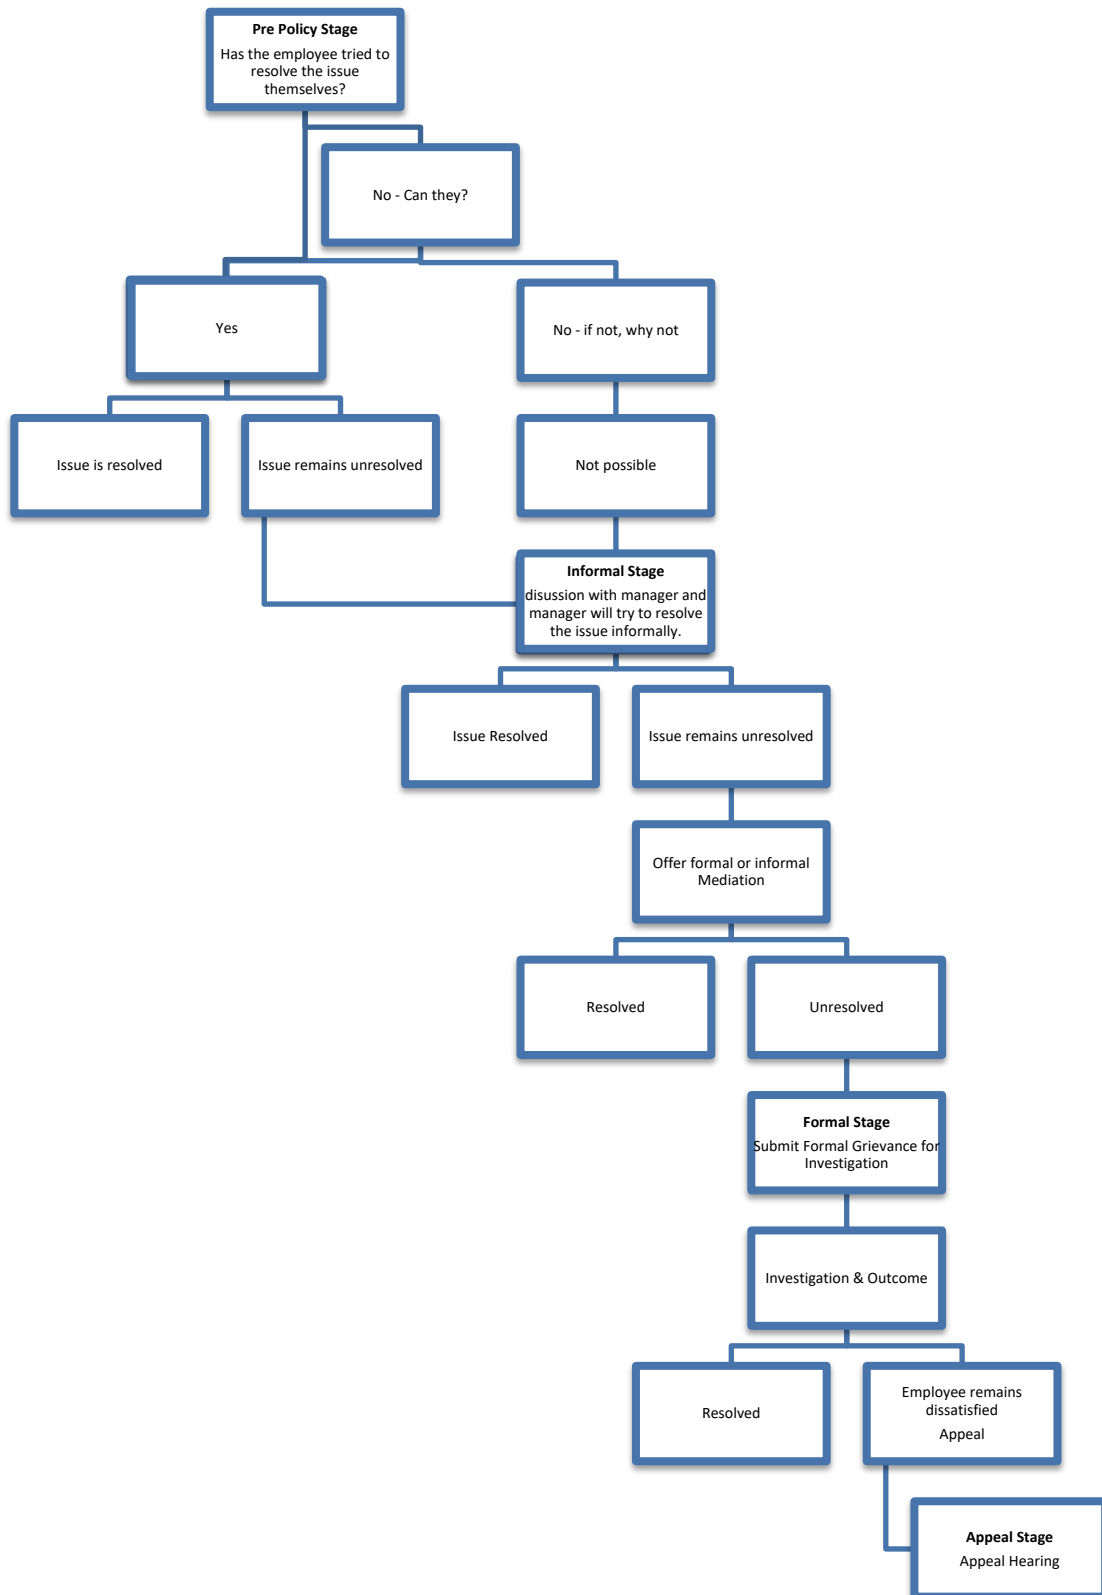 Pre Policy Stage
Has the employee tried to
resolve the issue
themselves?
No - Can they?
Yes
No - if not, why not
Issue is resolved
Issue remains unresolved
Not possible
Informal Stage
disussion with manager and
manager will try to resolve
the issue informally.
Issue Resolved
Issue remains unresolved
Offer formal or informal
Mediation
Resolved
Unresolved
Formal Stage
Submit Formal Grievance for
Investigation
Investigation & Outcome
Resolved
Employee remains
dissatisfied
Appeal
Appeal Stage
Appeal Hearing